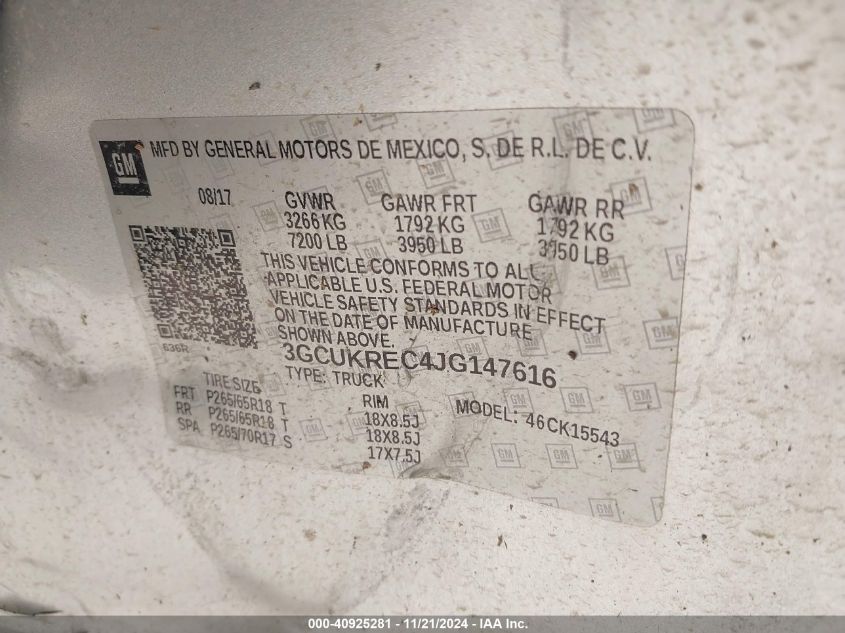 GM MFD BY GENERAL MOTORS DE MEXICO, S. DE R.L. DE C.V.
08/17 GVWR GAWR FRT GAWR RR
3266 KG 1792 KG 1792 KG
7200 LB 3950 LB 3950 LB
THIS VEHICLE CONFORMS TO ALL
APPLICABLE U.S. FEDERAL MOTOR
VEHICLE SAFETY STANDARDS IN EFFECT
ON THE DATE OF MANUFACTURE
SHOWN ABOVE.
636R
3GCUKREC4JG147616
TYPE: TRUCK
TIRE SIZE RIM MODEL: 46CK15543
FRT P265/65R18 T 18X8.5J
RR P265/65R18 T 18X8.5J
SPA P265/70R17 S 17X7.5J
000-40925281 - 11/21/2024 - IAA Inc.